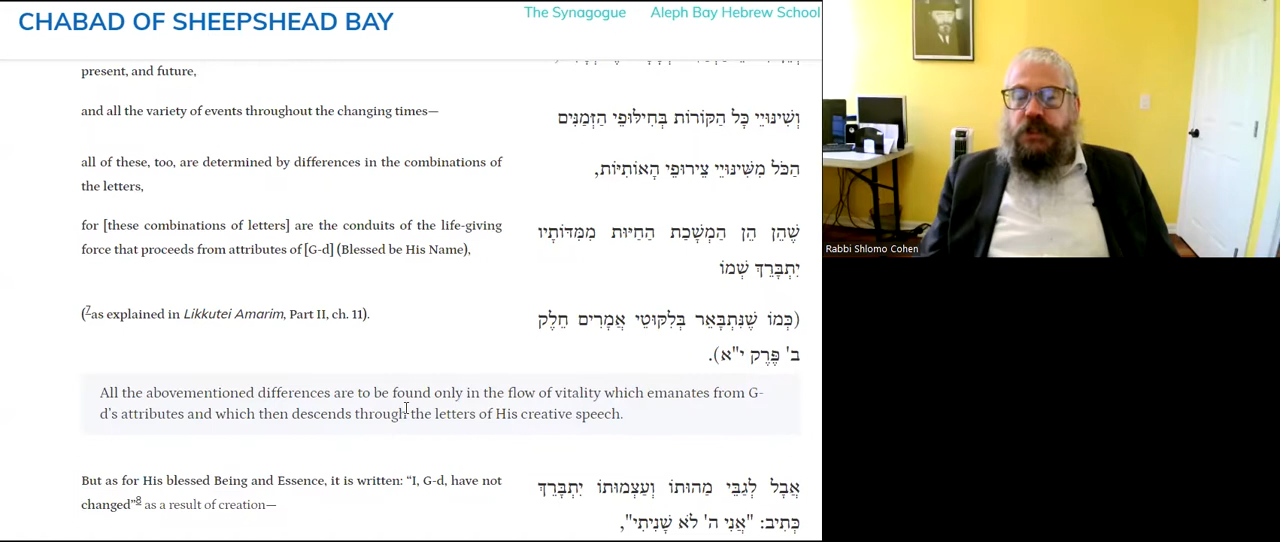 CHABAD OF SHEEPSHEAD BAY
The Synagogue
Aleph Bay Hebrew School
present, and future,
and all the variety of events throughout the changing times—
וְשִׁינּוּיֵי כָּל הַקּוֹרוֹת בְּחִילּוּפֵי הַזְּמַנִּים
all of these, too, are determined by differences in the combinations of
the letters,
הַכֹּל מִשִּׁינּוּיֵי צֵירוּפֵי הָאוֹתִיּוֹת,
for [these combinations of letters] are the conduits of the life-giving
force that proceeds from attributes of [G-d] (Blessed be His Name),
שֶׁהֵן הֵן הַמְשָׁכַת הַחַיּוּת מִמִּדּוֹתָיו
יִתְבָּרֵךְ שְׁמוֹ
(7as explained in Likkutei Amarim, Part II, ch. 11).
(כְּמוֹ שֶׁנִּתְבָּאֵר בְּלִקּוּטֵי אֲמָרִים חֵלֶק
ב' פֶּרֶק י"א).
All the abovementioned differences are to be found only in the flow of vitality which emanates from G-
d's attributes and which then descends through the letters of His creative speech.
But as for His blessed Being and Essence, it is written: “I, G-d, have not
changed”8 as a result of creation—
אֲבָל לְגַבֵּי מַהוּתוֹ וְעַצְמוּתוֹ יִתְבָּרֵךְ
כְּתִיב: "אֲנִי ה' לֹא שָׁנִיתִי",
Rabbi Shlomo Cohen